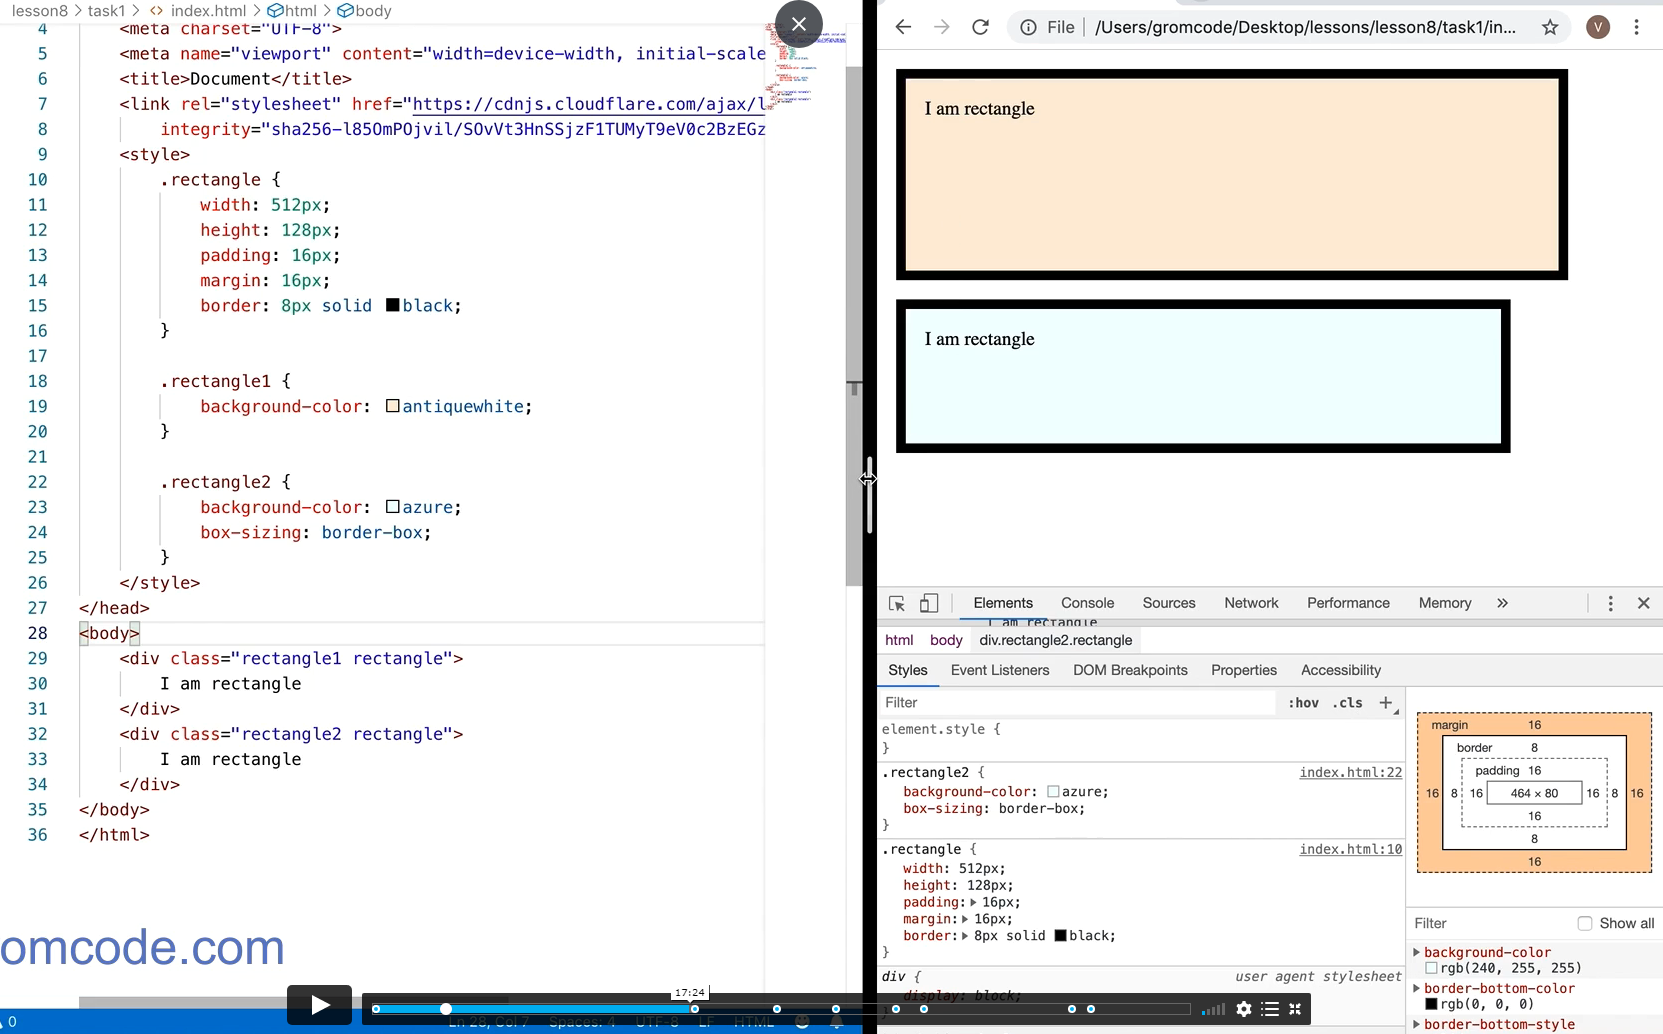 lesson8 > task1 > <> index.html > html > body
4 <meta charset="UTF-8">
5 <meta name="viewport" content="width=device-width, initial-scale
6 <title>Document</title>
7 <link rel="stylesheet" href="https://cdnjs.cloudflare.com/ajax/l
8 integrity="sha256-l85OmPOjvil/SOvVt3HnSSjzF1TUMyT9eV0c2BzEGz
9 <style>
10 .rectangle {
11 width: 512px;
12 height: 128px;
13 padding: 16px;
14 margin: 16px;
15 border: 8px solid black;
16 }
17
18 .rectangle1 {
19 background-color: antiquewhite;
20 }
21
22 .rectangle2 {
23 background-color: azure;
24 box-sizing: border-box;
25 }
26 </style>
27 </head>
28 <body>
29 <div class="rectangle1 rectangle">
30 I am rectangle
31 </div>
32 <div class="rectangle2 rectangle">
33 I am rectangle
34 </div>
35 </body>
36 </html>
omcode.com
17:24
0
Ln 28, Col 7 Spaces: 4 UTF-8 LF HTML
File /Users/gromcode/Desktop/lessons/lesson8/task1/in...
V
I am rectangle
I am rectangle
Elements Console Sources Network Performance Memory »
I am rectangle
html body div.rectangle2.rectangle
Styles Event Listeners DOM Breakpoints Properties Accessibility
Filter :hov .cls +
element.style {
}
.rectangle2 { index.html:22
background-color: azure;
box-sizing: border-box;
}
.rectangle { index.html:10
width: 512px;
height: 128px;
padding: 16px;
margin: 16px;
border: 8px solid black;
}
div { user agent stylesheet
display: block;
margin 16
border 8
padding 16
16 8 16 464 × 80 16 8 16
16
8
16
Filter Show all
background-color
rgb(240, 255, 255)
border-bottom-color
rgb(0, 0, 0)
border-bottom-style